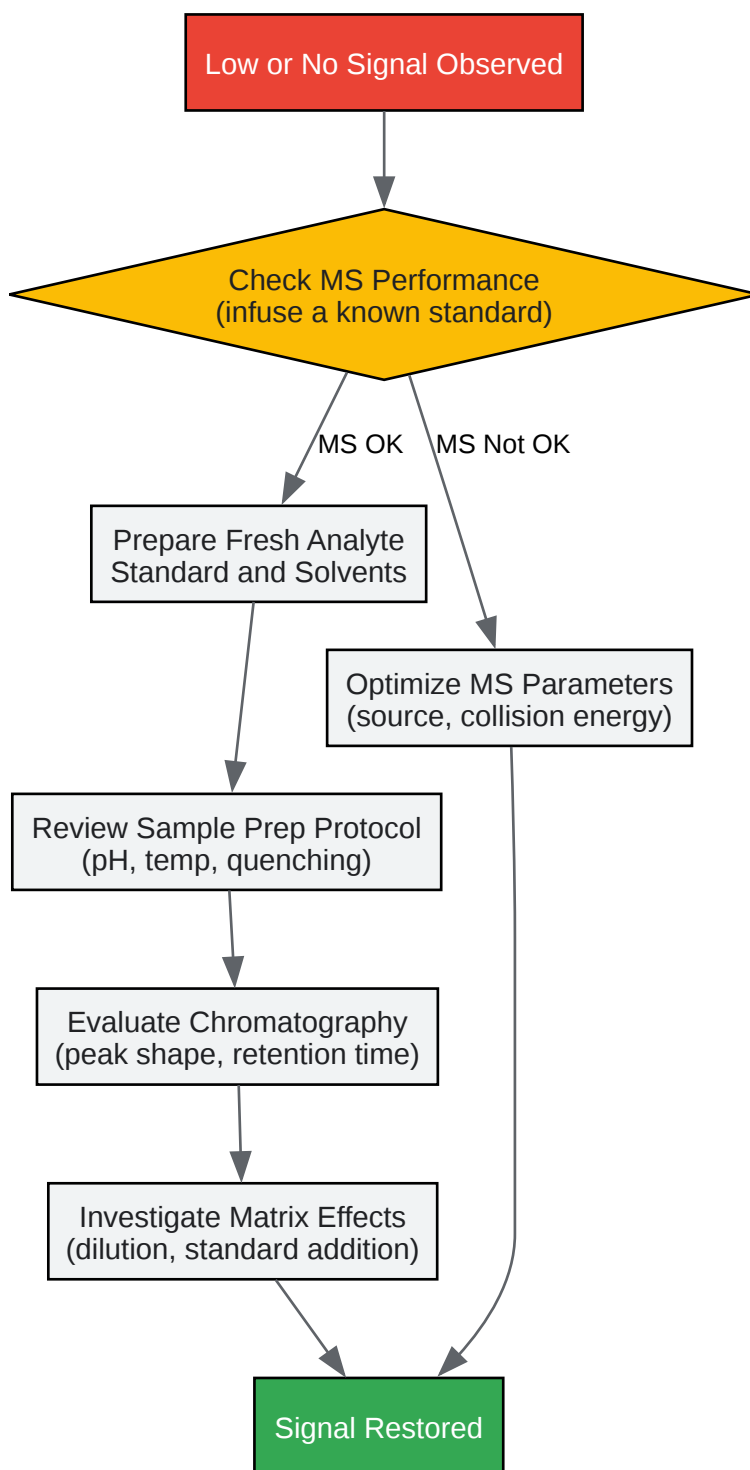 Low or No Signal Observed
Check MS Performance
(infuse a known standard)
MS OK
MS Not OK
Prepare Fresh Analyte
Standard and Solvents
Optimize MS Parameters
(source, collision energy)
Review Sample Prep Protocol
(pH, temp, quenching)
Evaluate Chromatography
(peak shape, retention time)
Investigate Matrix Effects
(dilution, standard addition)
Signal Restored